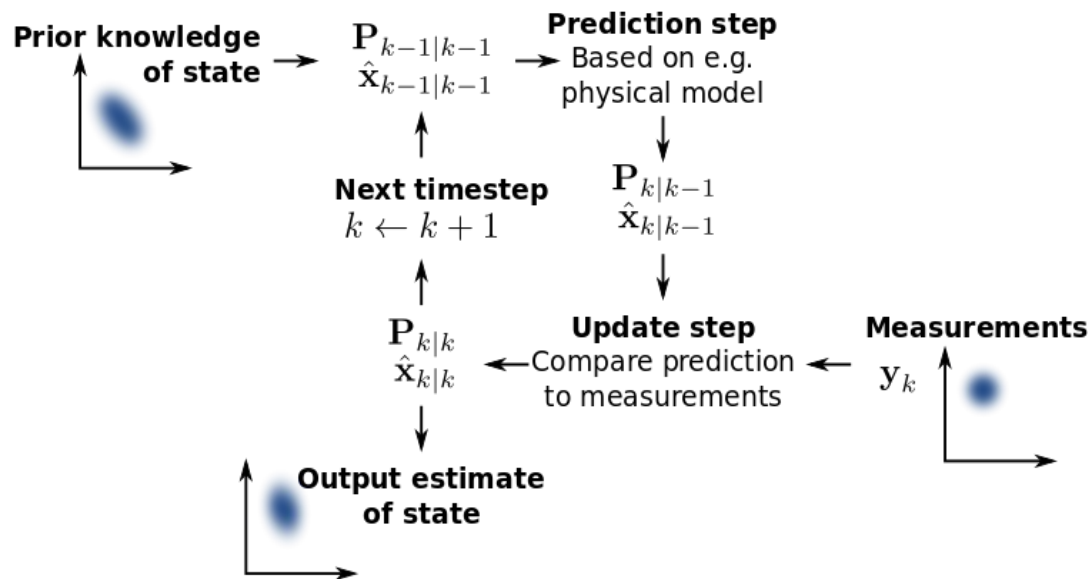 Prior knowledge
of state
P_{k−1|k−1}
x̂_{k−1|k−1}
Prediction step
Based on e.g.
physical model
P_{k|k−1}
x̂_{k|k−1}
Next timestep
k ← k + 1
P_{k|k}
x̂_{k|k}
Update step
Compare prediction
to measurements
Measurements
y_k
Output estimate
of state